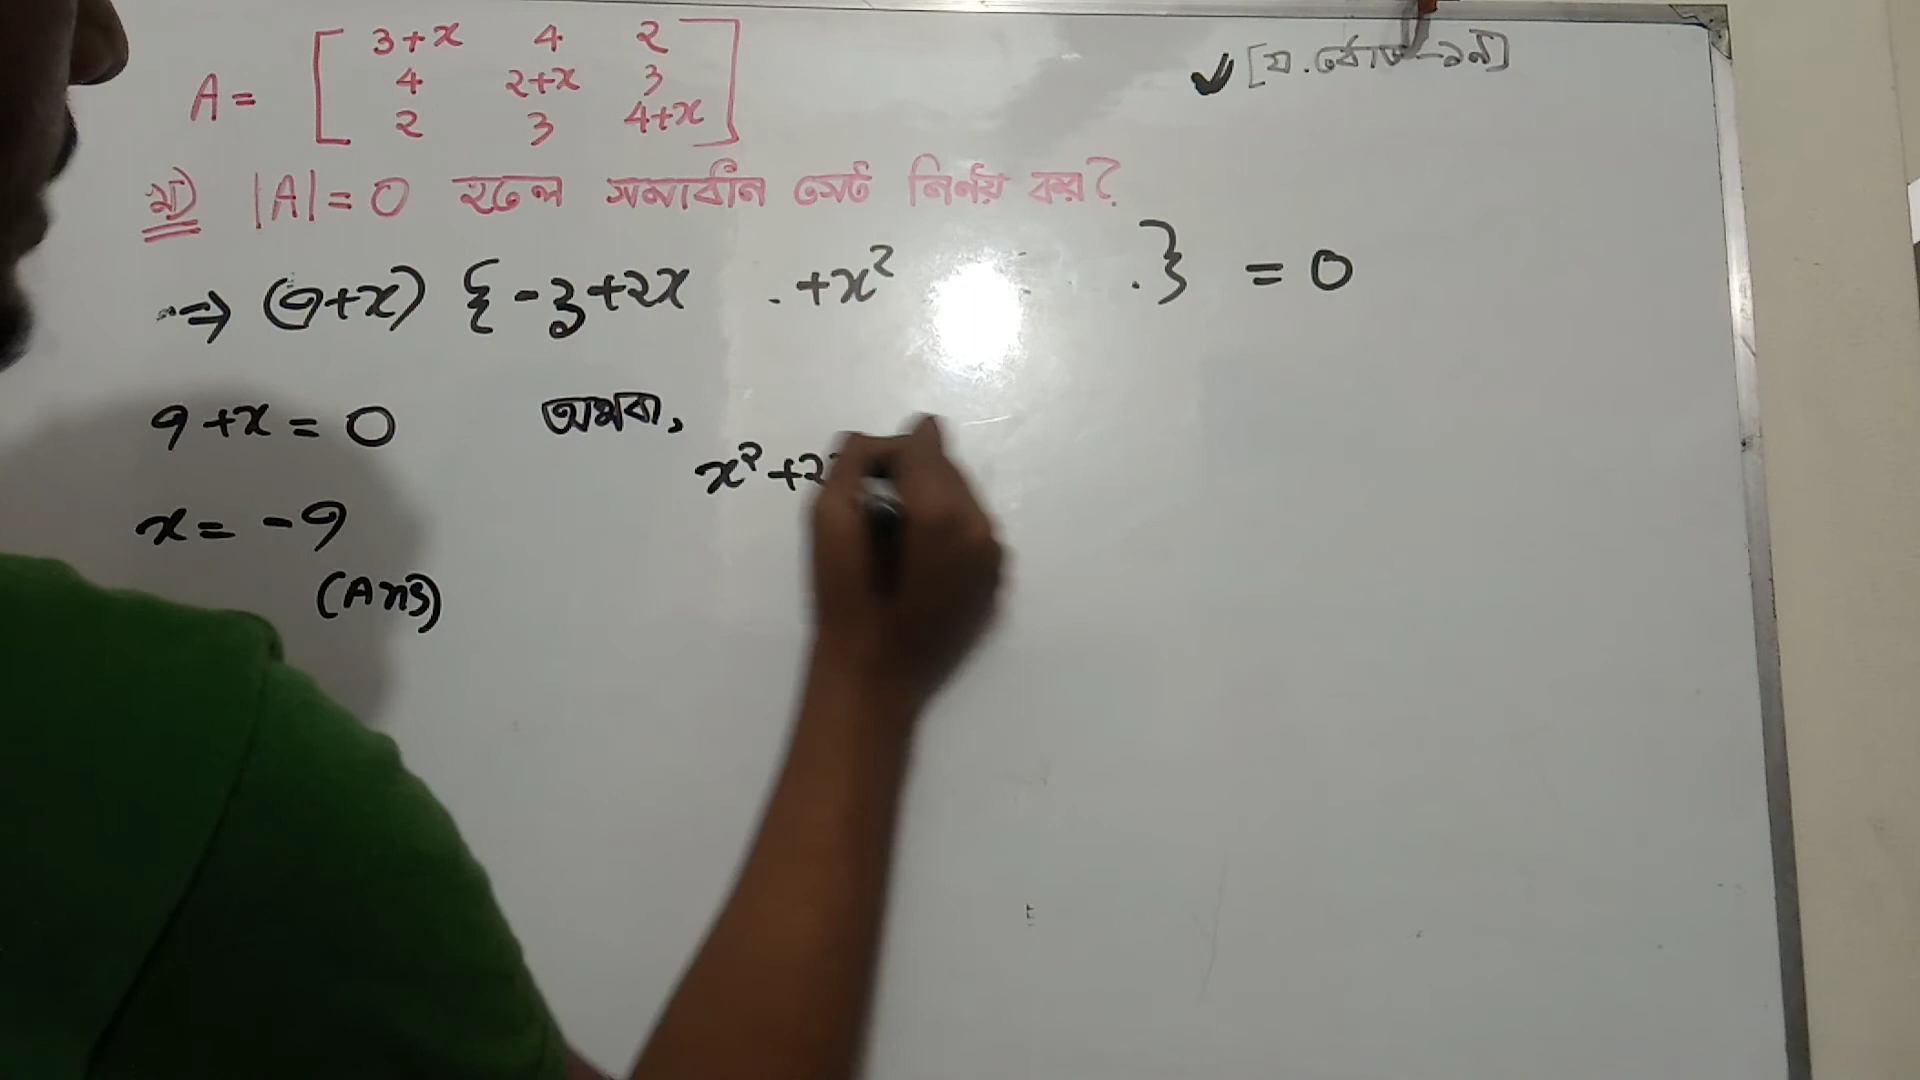 A = [ 3+x 4 2
4 2+x 3
2 3 4+x ]
✓ [য. বোর্ড-১৯]
|A| = 0 হলে সমাধান সেট নির্ণয় কর?
⇒ (9+x) { -3+2x . +x² . } = 0
9+x = 0 অথবা,
x² +2
x = -9
(Ans)